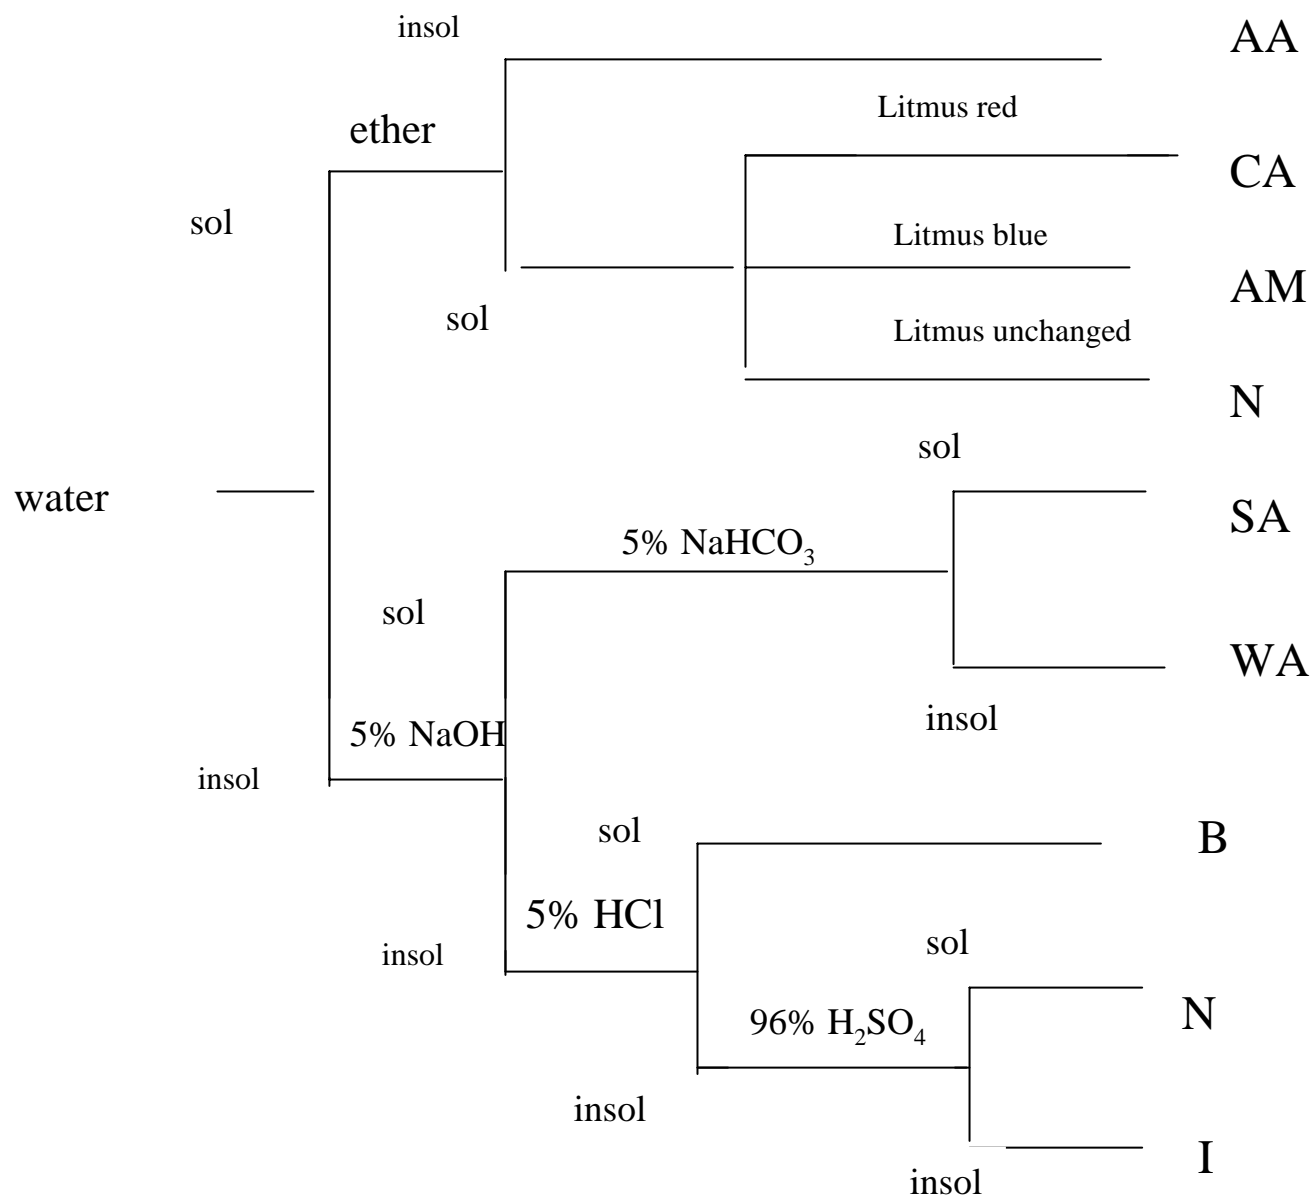 insol
AA
Litmus red
ether
CA
sol
Litmus blue
AM
sol
Litmus unchanged
N
sol
water
SA
5% NaHCO₃
sol
WA
insol
5% NaOH
insol
sol
B
5% HCl
sol
insol
N
96% H₂SO₄
insol
I
insol